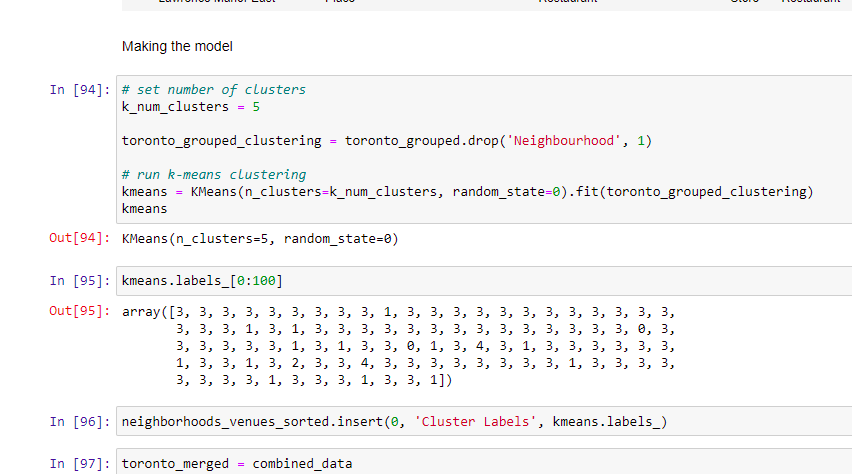 Lawrence Manor East Place Restaurant Store Restaurant
Making the model
In [94]: # set number of clusters
k_num_clusters = 5
toronto_grouped_clustering = toronto_grouped.drop('Neighbourhood', 1)
# run k-means clustering
kmeans = KMeans(n_clusters=k_num_clusters, random_state=0).fit(toronto_grouped_clustering)
kmeans
Out[94]: KMeans(n_clusters=5, random_state=0)
In [95]: kmeans.labels_[0:100]
Out[95]: array([3, 3, 3, 3, 3, 3, 3, 3, 3, 1, 3, 3, 3, 3, 3, 3, 3, 3, 3, 3, 3, 3,
3, 3, 3, 1, 3, 1, 3, 3, 3, 3, 3, 3, 3, 3, 3, 3, 3, 3, 3, 3, 0, 3,
3, 3, 3, 3, 3, 1, 3, 1, 3, 3, 0, 1, 3, 4, 3, 1, 3, 3, 3, 3, 3, 3,
1, 3, 3, 1, 3, 2, 3, 3, 4, 3, 3, 3, 3, 3, 3, 3, 3, 1, 3, 3, 3, 3,
3, 3, 3, 3, 1, 3, 3, 3, 1, 3, 3, 1])
In [96]: neighborhoods_venues_sorted.insert(0, 'Cluster Labels', kmeans.labels_)
In [97]: toronto_merged = combined_data